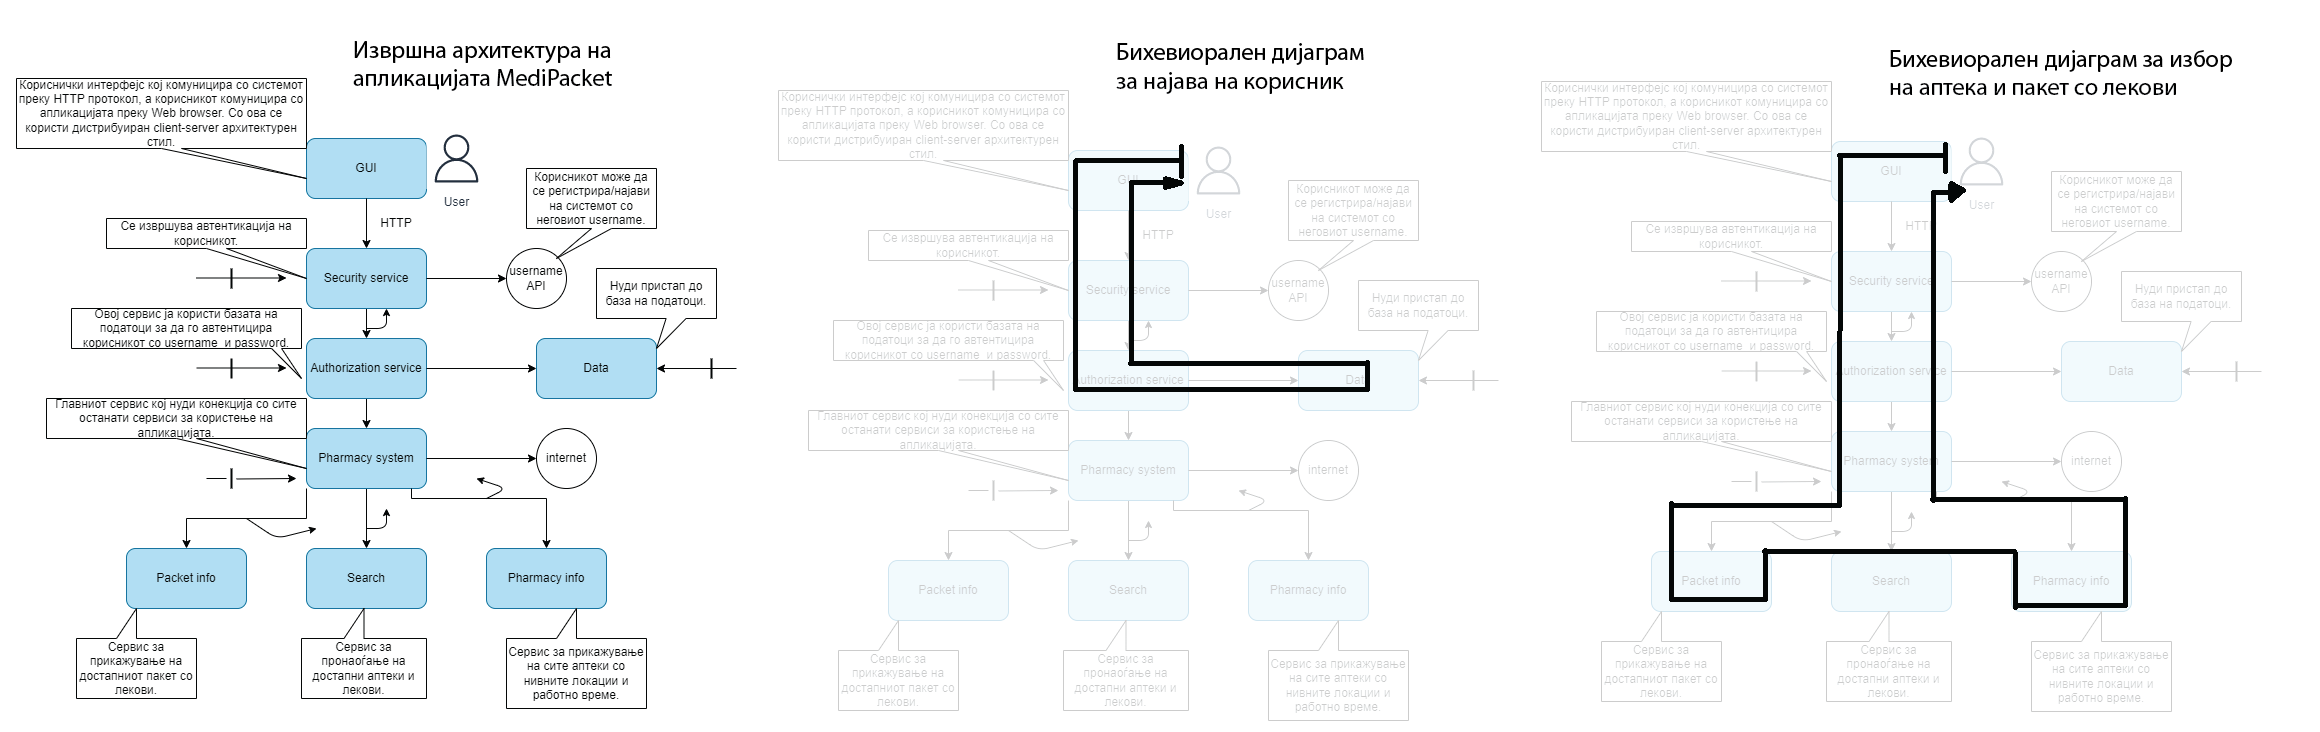 Извршна архитектура на
апликацијата MediPacket
Кориснички интерфејс кој комуницира со системот
преку HTTP протокол, а корисникот комуницира со
апликацијата преку Web browser. Со ова се
користи дистрибуиран client-server архитектурен
стил.
GUI
User
HTTP
Корисникот може да
се регистрира/најави
на системот со
неговиот username.
Се извршува автентикација на
корисникот.
Security service
username
API
Нуди пристап до
база на податоци.
Овој сервис ја користи базата на
податоци за да го автентицира
корисникот со username и password.
Authorization service
Data
Главниот сервис кој нуди конекција со сите
останати сервиси за користење на
апликацијата.
Pharmacy system
internet
Packet info
Search
Pharmacy info
Сервис за
прикажување на
достапниот пакет со
лекови.
Сервис за
пронаоѓање на
достапни аптеки и
лекови.
Сервис за прикажување
на сите аптеки со
нивните локации и
работно време.
Бихевиорален дијаграм
за најава на корисник
Кориснички интерфејс кој комуницира со системот
преку HTTP протокол, а корисникот комуницира со
апликацијата преку Web browser. Со ова се
користи дистрибуиран client-server архитектурен
стил.
GUI
User
HTTP
Корисникот може да
се регистрира/најави
на системот со
неговиот username.
Се извршува автентикација на
корисникот.
Security service
username
API
Нуди пристап до
база на податоци.
Овој сервис ја користи базата на
податоци за да го автентицира
корисникот со username и password.
Authorization service
Data
Главниот сервис кој нуди конекција со сите
останати сервиси за користење на
апликацијата.
Pharmacy system
internet
Packet info
Search
Pharmacy info
Сервис за
прикажување на
достапниот пакет со
лекови.
Сервис за
пронаоѓање на
достапни аптеки и
лекови.
Сервис за прикажување
на сите аптеки со
нивните локации и
работно време.
Бихевиорален дијаграм за избор
на аптека и пакет со лекови
Кориснички интерфејс кој комуницира со системот
преку HTTP протокол, а корисникот комуницира со
апликацијата преку Web browser. Со ова се
користи дистрибуиран client-server архитектурен
стил.
GUI
User
HTTP
Корисникот може да
се регистрира/најави
на системот со
неговиот username.
Се извршува автентикација на
корисникот.
Security service
username
API
Нуди пристап до
база на податоци.
Овој сервис ја користи базата на
податоци за да го автентицира
корисникот со username и password.
Authorization service
Data
Главниот сервис кој нуди конекција со сите
останати сервиси за користење на
апликацијата.
Pharmacy system
internet
Packet info
Search
Pharmacy info
Сервис за
прикажување на
достапниот пакет со
лекови.
Сервис за
пронаоѓање на
достапни аптеки и
лекови.
Сервис за прикажување
на сите аптеки со
нивните локации и
работно време.